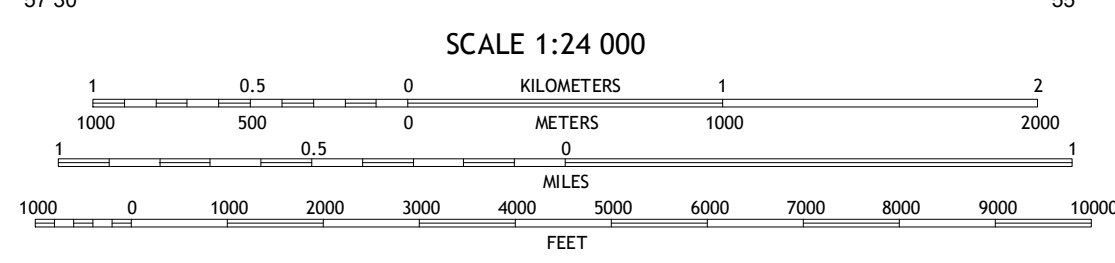 57'30" 55'
SCALE 1:24 000
1 0.5 0 KILOMETERS 1 2
1000 500 0 METERS 1000 2000
1 0.5 0 1
MILES
1000 0 1000 2000 3000 4000 5000 6000 7000 8000 9000 10000
FEET